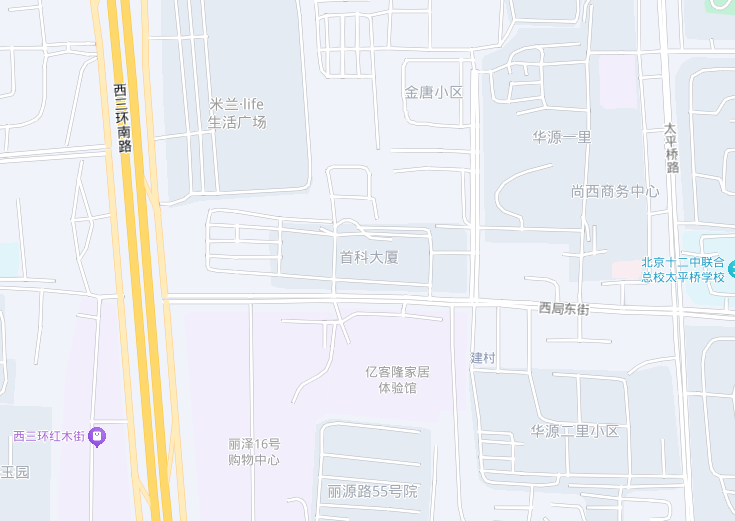 西三环南路
米兰·life
生活广场
金唐小区
华源一里
太平桥路
尚西商务中心
首科大厦
北京十二中联合
总校太平桥学校
西局东街
建村
亿客隆家居
体验馆
西三环红木街
丽泽16号
购物中心
华源二里小区
玉园
丽源路55号院